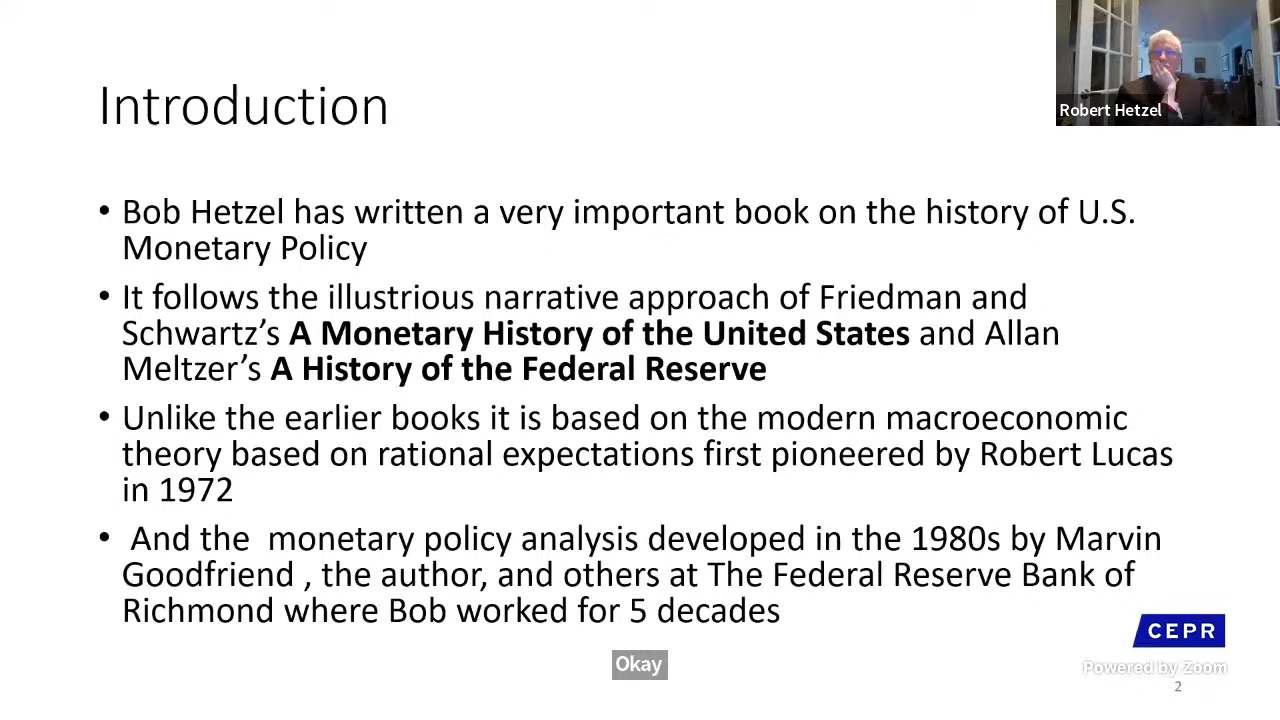 Introduction
Robert Hetzel
• Bob Hetzel has written a very important book on the history of U.S.
Monetary Policy
• It follows the illustrious narrative approach of Friedman and
Schwartz’s A Monetary History of the United States and Allan
Meltzer’s A History of the Federal Reserve
• Unlike the earlier books it is based on the modern macroeconomic
theory based on rational expectations first pioneered by Robert Lucas
in 1972
• And the  monetary policy analysis developed in the 1980s by Marvin
Goodfriend , the author, and others at The Federal Reserve Bank of
Richmond where Bob worked for 5 decades
CEPR
Okay
Powered by Zoom
2